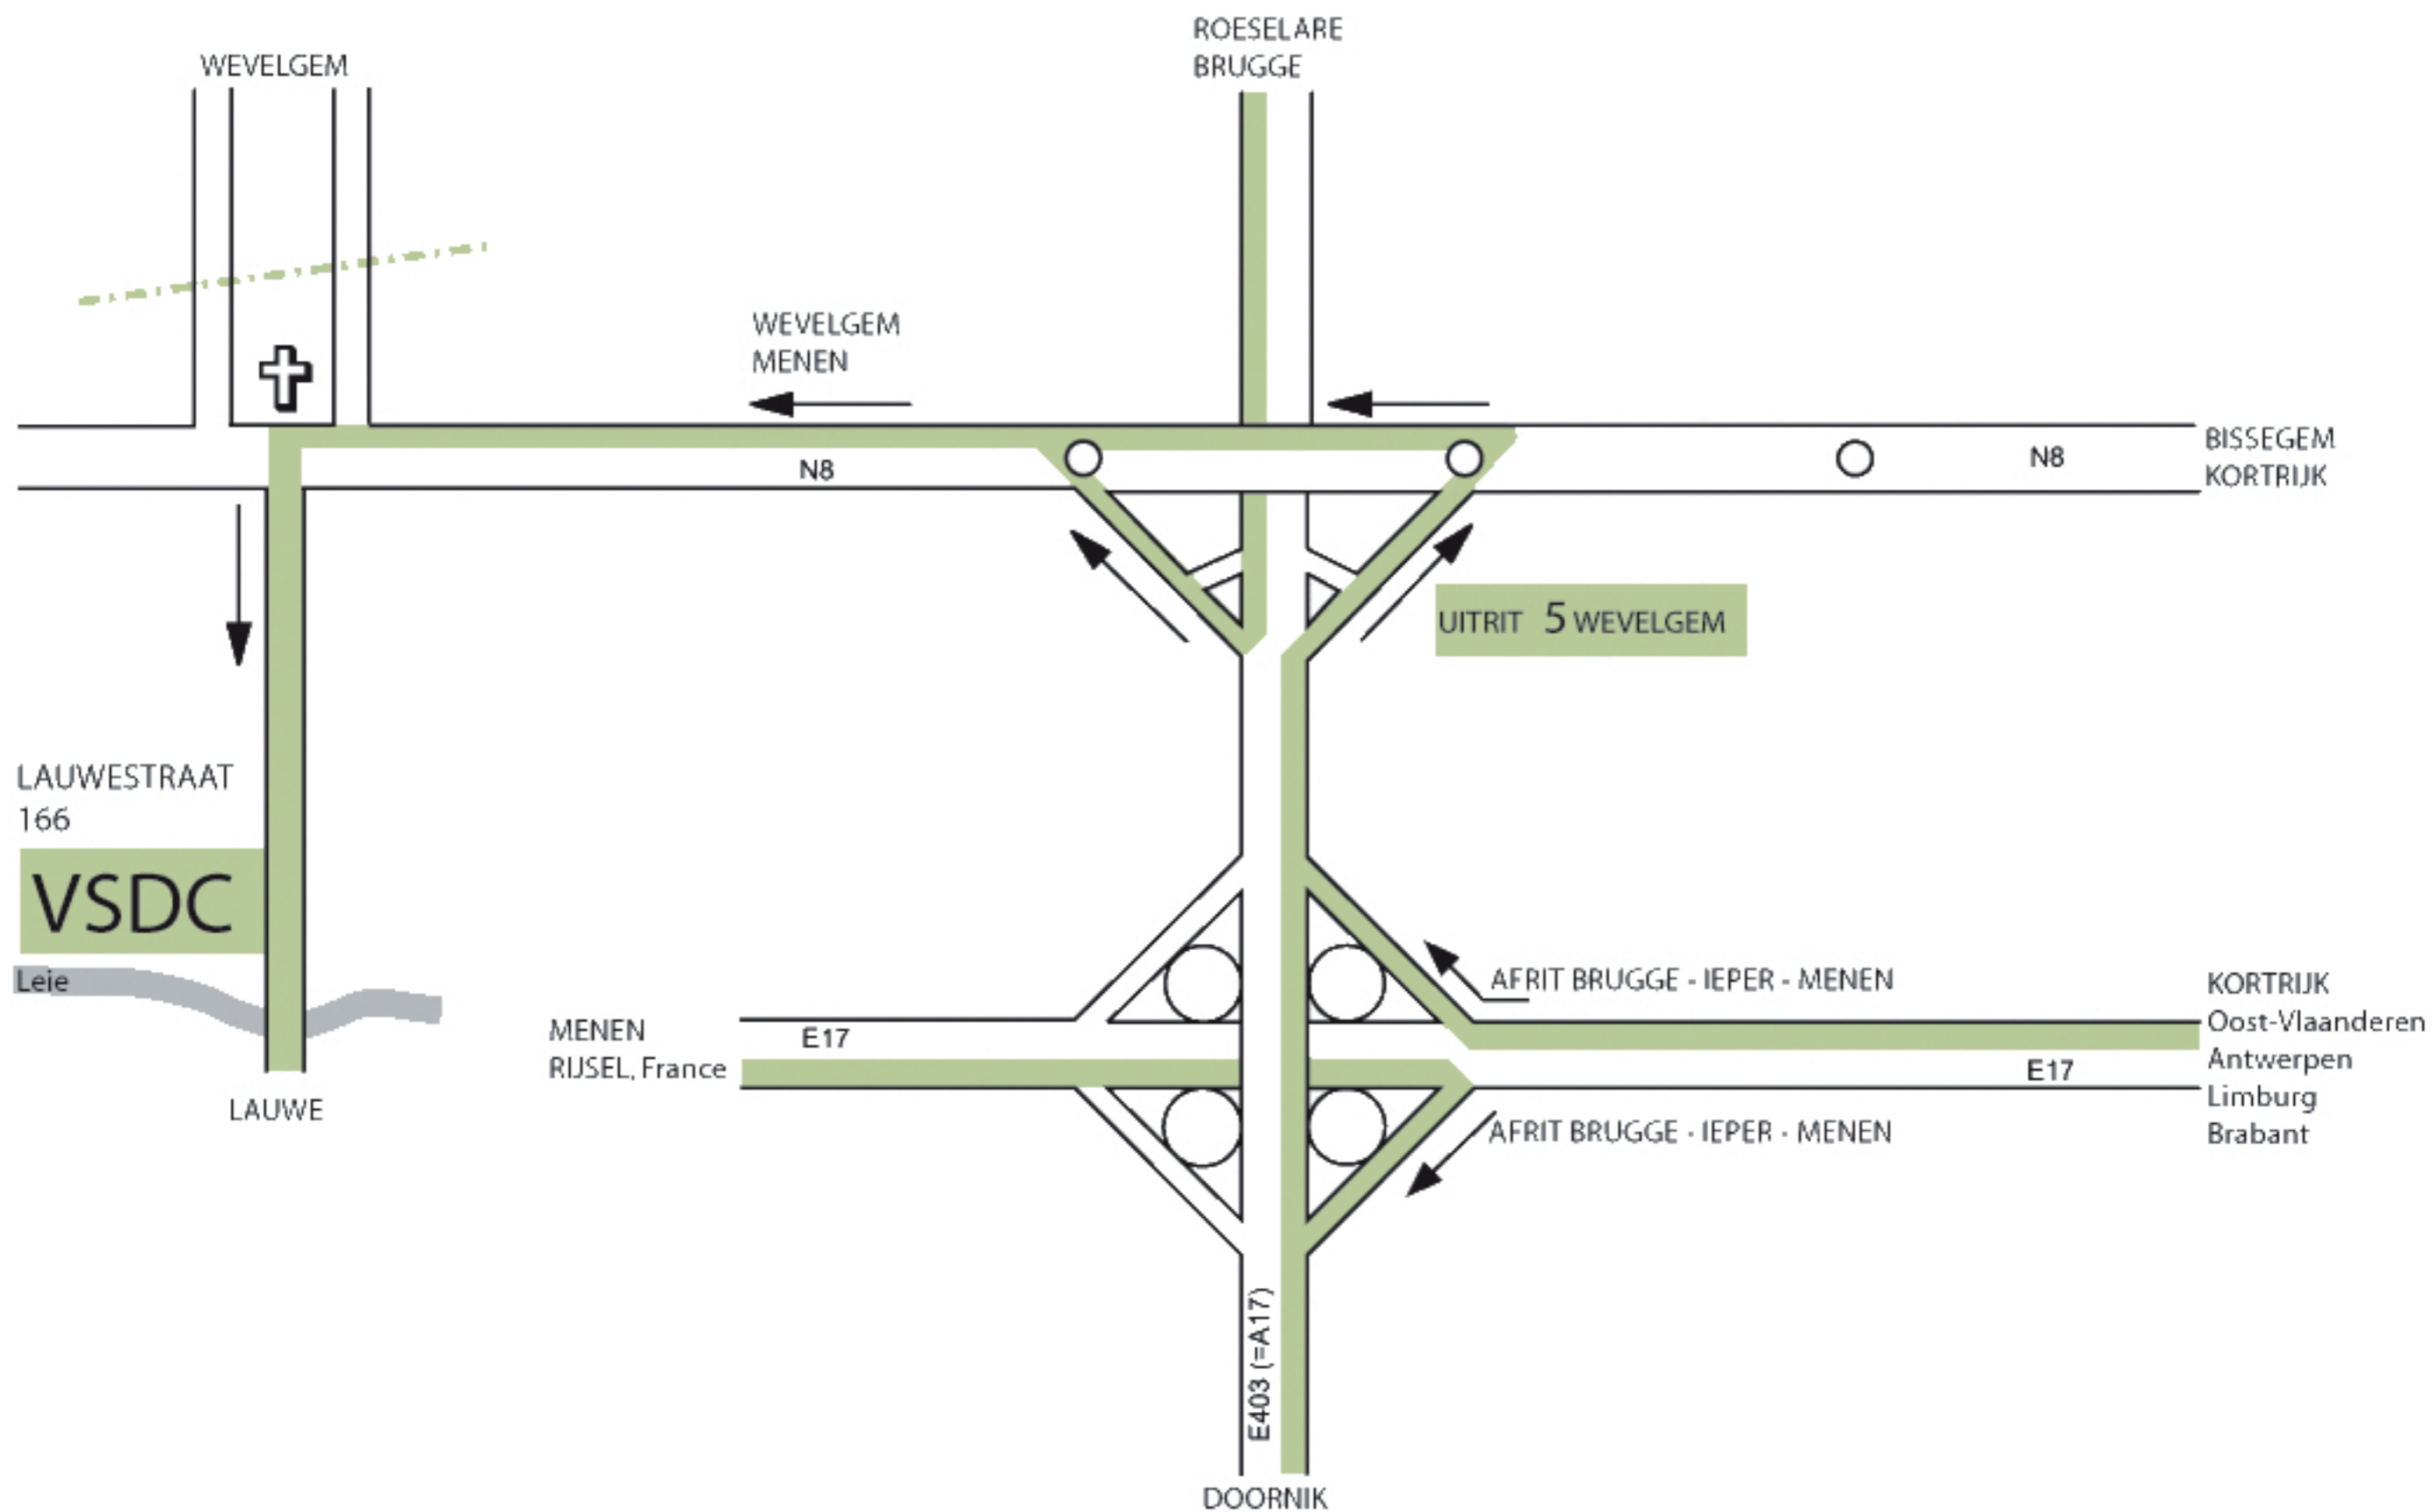 ROESELARE
BRUGGE
WEVELGEM
WEVELGEM
MENEN
N8
N8
BISSEGEM
KORTRIJK
UITRIT 5 WEVELGEM
LAUWESTRAAT
166
VSDC
Leie
LAUWE
MENEN
RIJSEL, France
E17
AFRIT BRUGGE - IEPER - MENEN
KORTRIJK
Oost-Vlaanderen
Antwerpen
Limburg
Brabant
E17
AFRIT BRUGGE - IEPER - MENEN
E403 (=A17)
DOORNIK